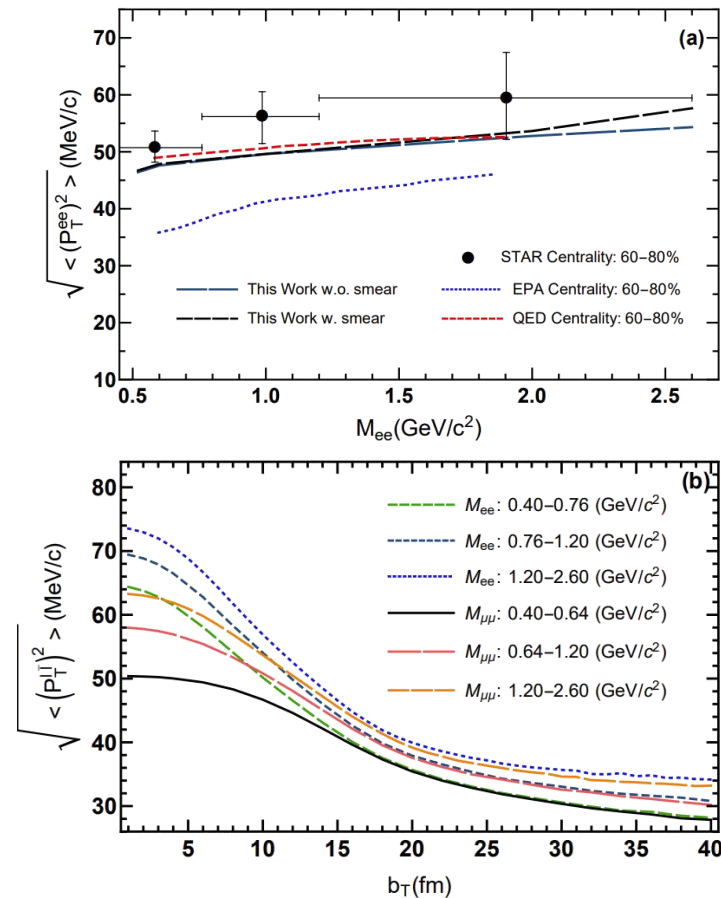 (a)
70
60
50
40
30
20
10
√< (P_T^ee)^2 > (MeV/c)
STAR Centrality: 60−80%
This Work w.o. smear
EPA Centrality: 60−80%
This Work w. smear
QED Centrality: 60−80%
0.5 1.0 1.5 2.0 2.5
M_ee(GeV/c^2)
(b)
80
70
60
50
40
30
√< (P_T^ll)^2 > (MeV/c)
M_ee: 0.40−0.76 (GeV/c^2)
M_ee: 0.76−1.20 (GeV/c^2)
M_ee: 1.20−2.60 (GeV/c^2)
M_μμ: 0.40−0.64 (GeV/c^2)
M_μμ: 0.64−1.20 (GeV/c^2)
M_μμ: 1.20−2.60 (GeV/c^2)
5 10 15 20 25 30 35 40
b_T(fm)